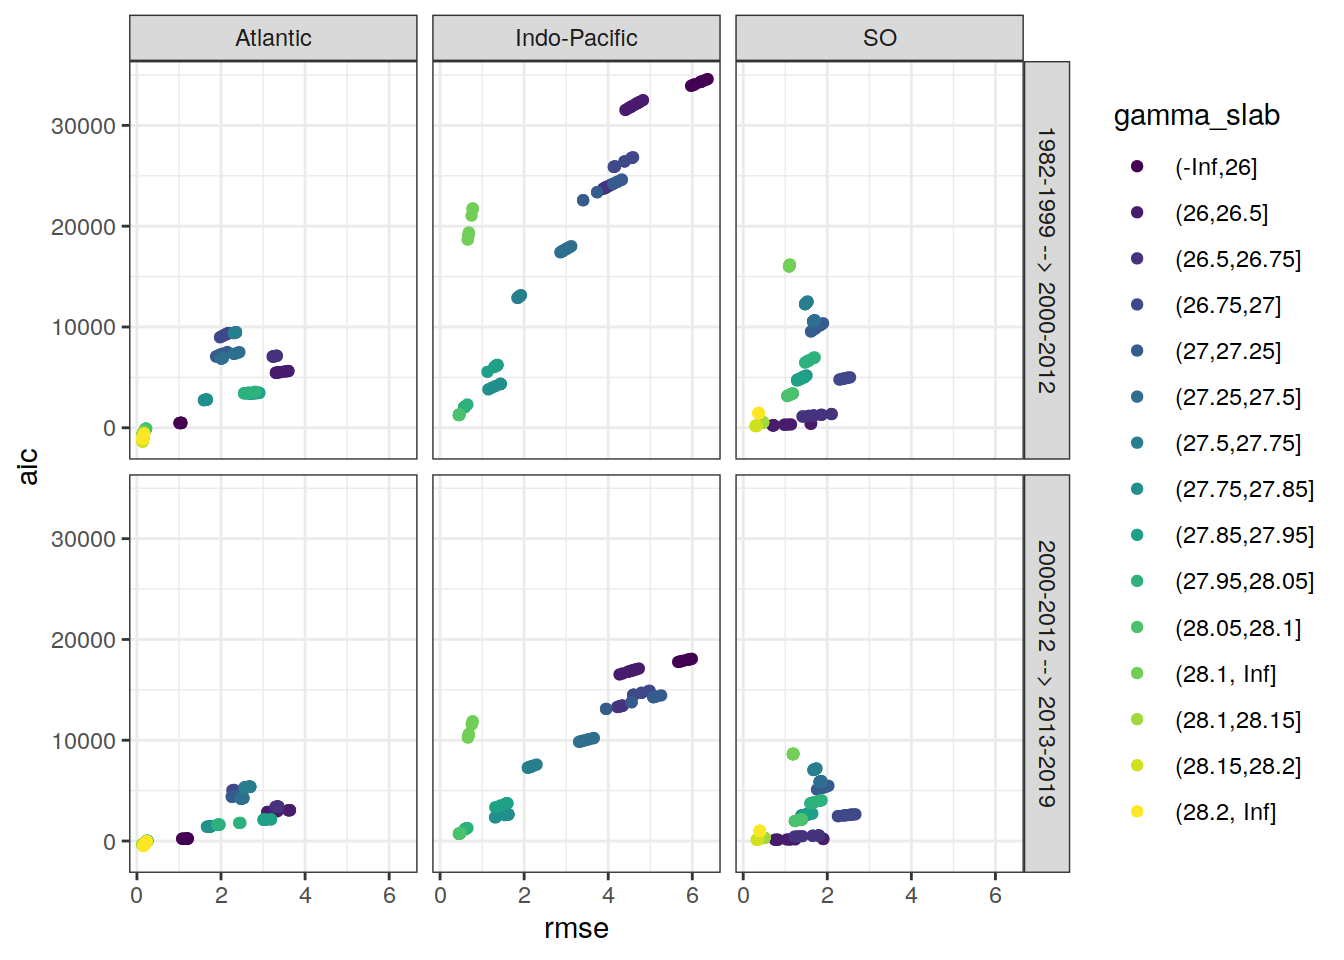 Atlantic
Indo-Pacific
SO
30000
20000
10000
0
1982-1999 --> 2000-2012
30000
20000
10000
0
2000-2012 --> 2013-2019
0 2 4 6
0 2 4 6
0 2 4 6
rmse
aic
gamma_slab
(-Inf,26]
(26,26.5]
(26.5,26.75]
(26.75,27]
(27,27.25]
(27.25,27.5]
(27.5,27.75]
(27.75,27.85]
(27.85,27.95]
(27.95,28.05]
(28.05,28.1]
(28.1, Inf]
(28.1,28.15]
(28.15,28.2]
(28.2, Inf]